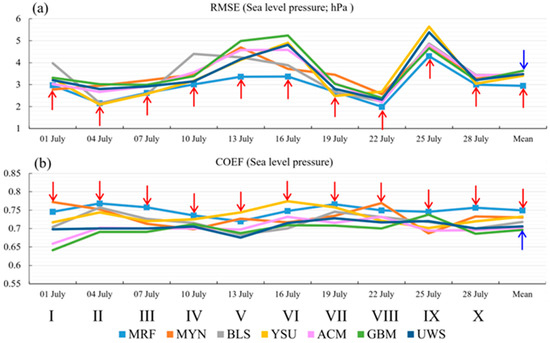 (a) RMSE (Sea level pressure; hPa)
6
5
4
3
2
1
01 July 04 July 07 July 10 July 13 July 16 July 19 July 22 July 25 July 28 July Mean
(b) COEF (Sea level pressure)
0.85
0.8
0.75
0.7
0.65
0.6
0.55
0.5
01 July 04 July 07 July 10 July 13 July 16 July 19 July 22 July 25 July 28 July Mean
I II III IV V VI VII VIII IX X
MRF MYN BLS YSU ACM GBM UWS